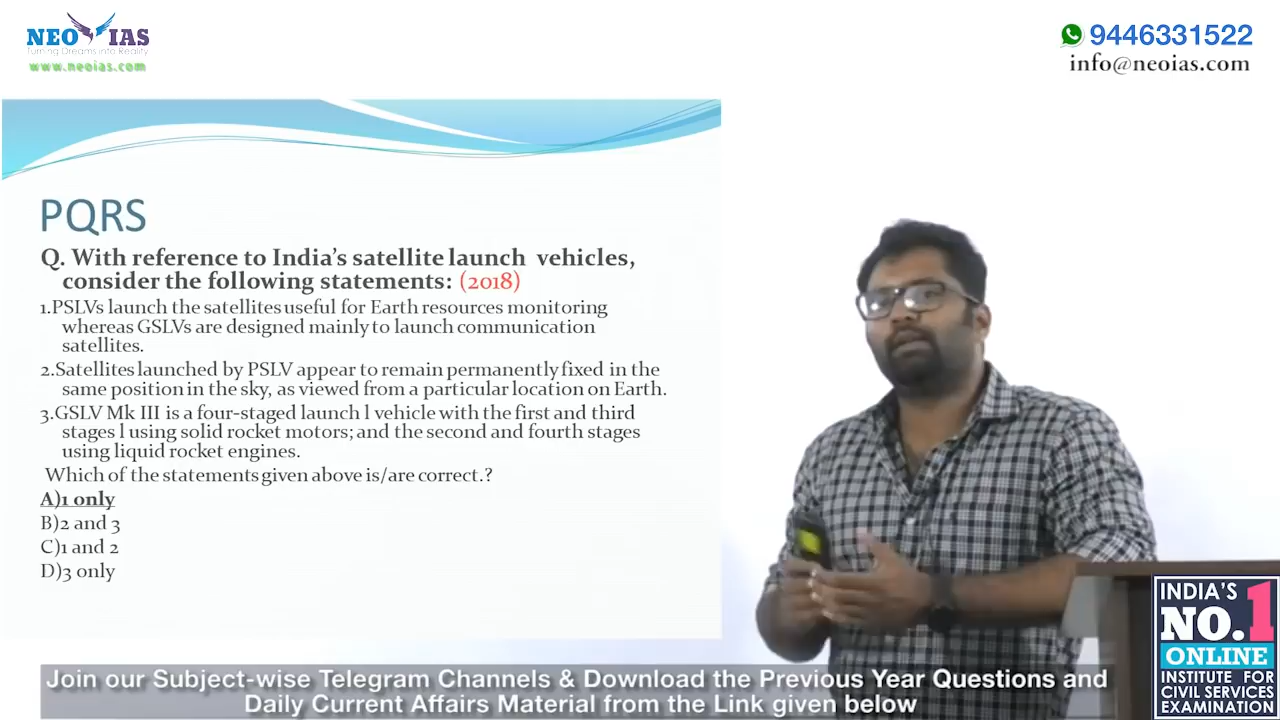 NEO IAS
Turning Dreams into Reality
www.neoias.com
9446331522
info@neoias.com
PQRS
Q. With reference to India's satellite launch vehicles,
consider the following statements: (2018)
1.PSLVs launch the satellites useful for Earth resources monitoring
whereas GSLVs are designed mainly to launch communication
satellites.
2.Satellites launched by PSLV appear to remain permanently fixed in the
same position in the sky, as viewed from a particular location on Earth.
3.GSLV Mk III is a four-staged launch l vehicle with the first and third
stages l using solid rocket motors; and the second and fourth stages
using liquid rocket engines.
Which of the statements given above is/are correct.?
A)1 only
B)2 and 3
C)1 and 2
D)3 only
INDIA'S
NO.1
ONLINE
INSTITUTE FOR
CIVIL SERVICES
EXAMINATION
Join our Subject-wise Telegram Channels & Download the Previous Year Questions and
Daily Current Affairs Material from the Link given below